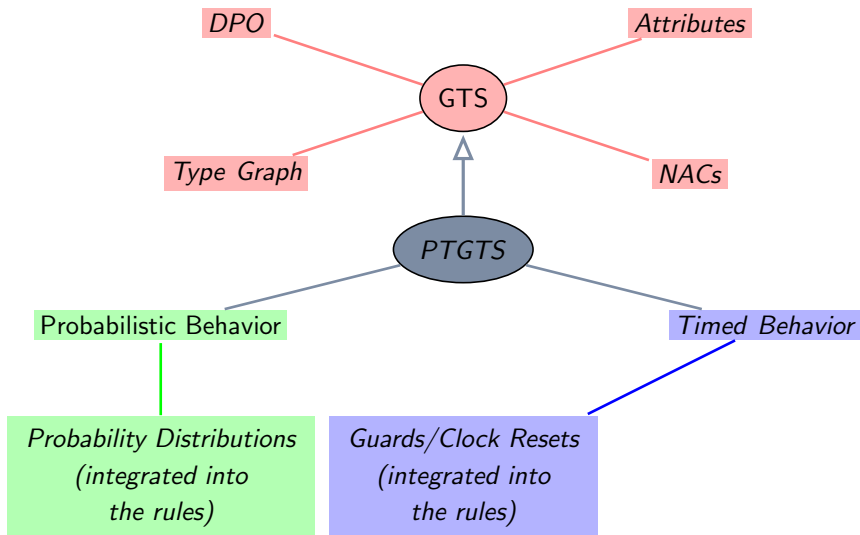 DPO
Attributes
GTS
Type Graph
NACs
PTGTS
Probabilistic Behavior
Timed Behavior
Probability Distributions
(integrated into
the rules)
Guards/Clock Resets
(integrated into
the rules)